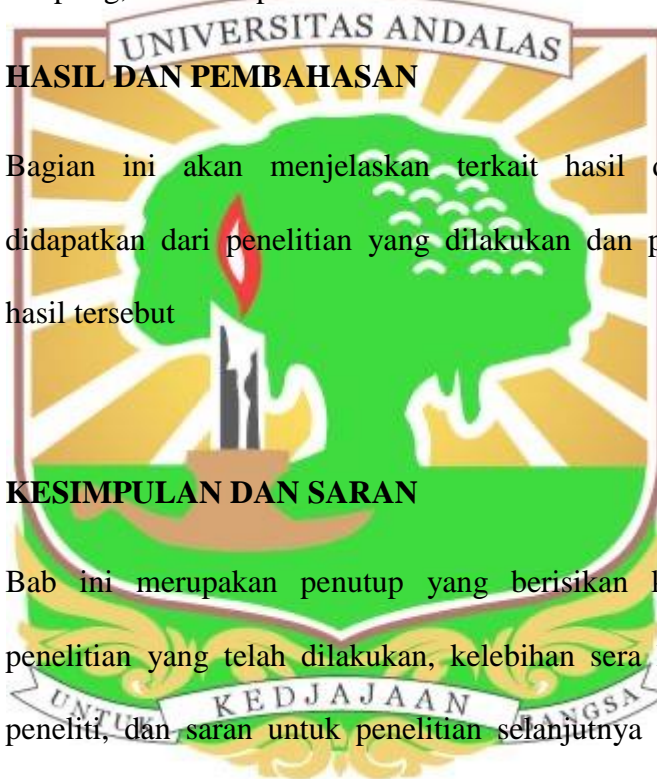 UNIVERSITAS ANDALAS
HASIL DAN PEMBAHASAN
Bagian ini akan menjelaskan terkait hasil
didapatkan dari penelitian yang dilakukan dan
hasil tersebut
KESIMPULAN DAN SARAN
Bab ini merupakan penutup yang berisikan
penelitian yang telah dilakukan, kelebihan sera
peneliti, dan saran untuk penelitian selanjutnya
UNTUK KEDJAJAAN BANGSA